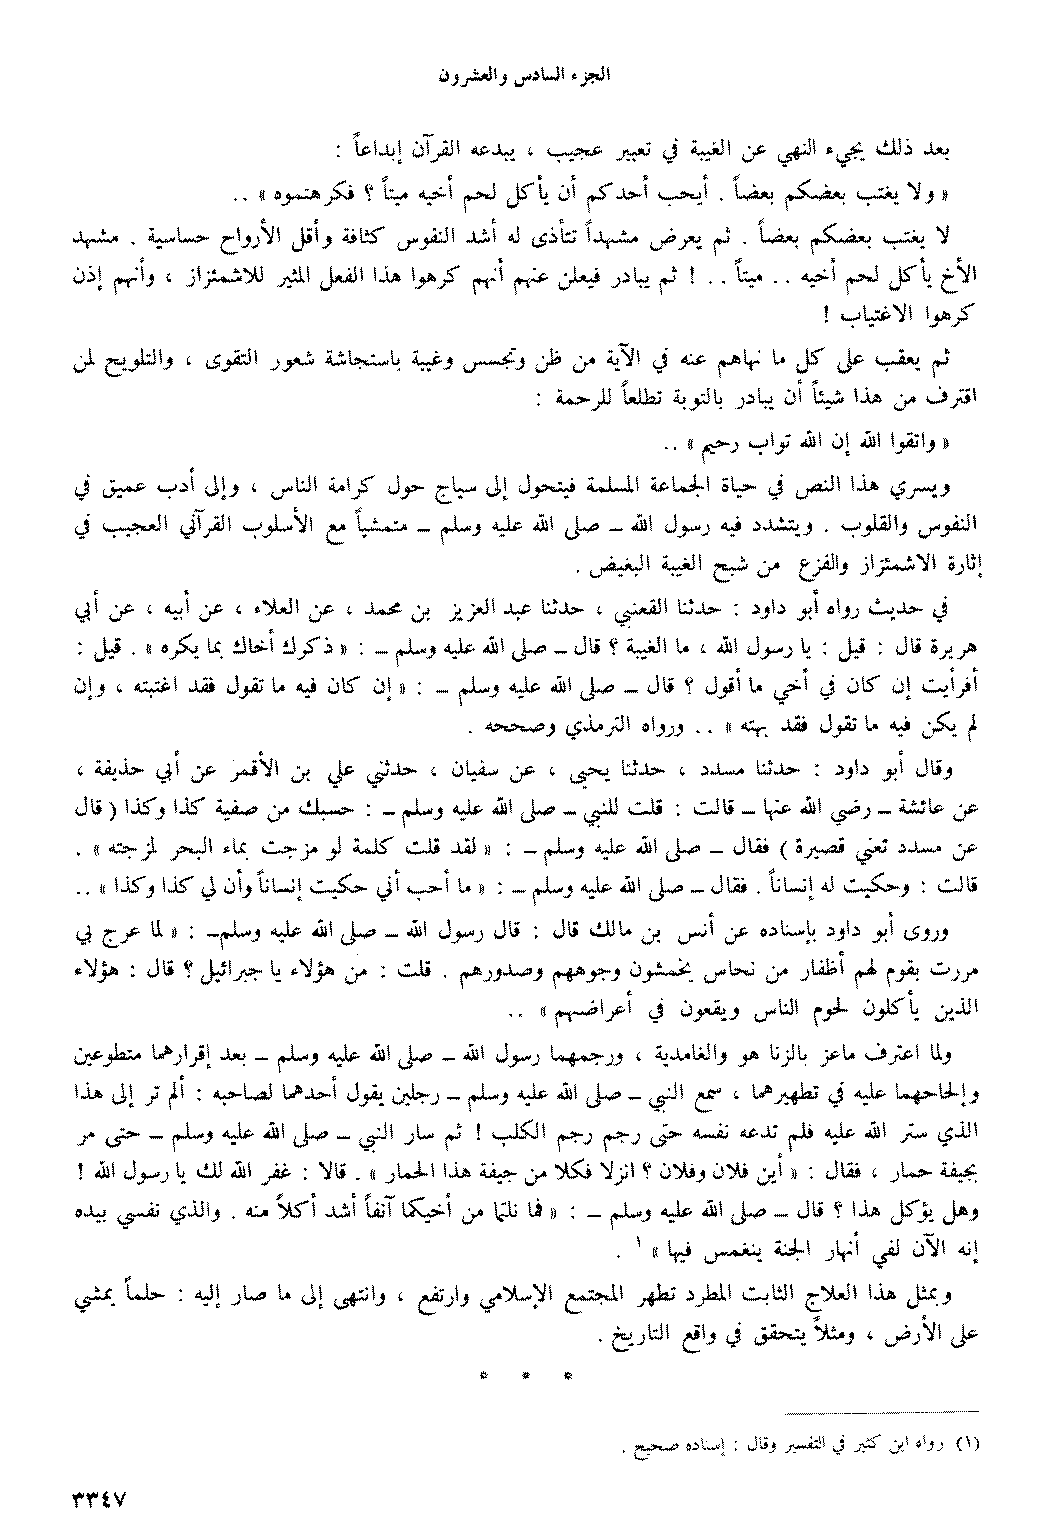 الجزء السادس والعشرون
بعد ذلك يجيء النهي عن الغيبة في تعبير عجيب ، يبدعه القرآن إبداعاً :
« ولا يغتب بعضكم بعضاً . أيحب أحدكم أن يأكل لحم أخيه ميتاً ؟ فكرهتموه » ..
لا يغتب بعضكم بعضاً . ثم يعرض مشهداً تتأذى له أشد النفوس كثافة وأقل الأرواح حساسية . مشهد
الأخ يأكل لحم أخيه .. ميتاً .. ! ثم يبادر فيعلن عنهم أنهم كرهوا هذا الفعل المثير للاشمئزاز ، وأنهم إذن
كرهوا الاغتياب !
ثم يعقب على كل ما نهاهم عنه في الآية من ظن وتجسس وغيبة باستجاشة شعور التقوى ، والتلويح لمن
اقترف من هذا شيئاً أن يبادر بالتوبة تطلعاً للرحمة :
« واتقوا الله إن الله تواب رحيم » ..
ويسري هذا النص في حياة الجماعة المسلمة فيتحول إلى سياج حول كرامة الناس ، وإلى أدب عميق في
النفوس والقلوب . ويتشدد فيه رسول الله – صلى الله عليه وسلم – متمشياً مع الأسلوب القرآني العجيب في
إثارة الاشمئزاز والفزع من شبح الغيبة البغيض .
في حديث رواه أبو داود : حدثنا القعنبي ، حدثنا عبد العزيز بن محمد ، عن العلاء ، عن أبيه ، عن أبي
هريرة قال : قيل : يا رسول الله ، ما الغيبة ؟ قال – صلى الله عليه وسلم – : « ذكرك أخاك بما يكره » . قيل :
أفرأيت إن كان في أخي ما أقول ؟ قال – صلى الله عليه وسلم – : « إن كان فيه ما تقول فقد اغتبته ، وإن
لم يكن فيه ما تقول فقد بهته » .. ورواه الترمذي وصححه .
وقال أبو داود : حدثنا مسدد ، حدثنا يحيى ، عن سفيان ، حدثني علي بن الأقمر عن أبي حذيفة ،
عن عائشة – رضي الله عنها – قالت : قلت للنبي – صلى الله عليه وسلم – : حسبك من صفية كذا وكذا ( قال
عن مسدد تعني قصيرة ) فقال – صلى الله عليه وسلم – : « لقد قلت كلمة لو مزجت بماء البحر لمزجته » .
قالت : وحكيت له إنساناً . فقال – صلى الله عليه وسلم – : « ما أحب أني حكيت إنساناً وأن لي كذا وكذا » ..
وروى أبو داود بإسناده عن أنس بن مالك قال : قال رسول الله – صلى الله عليه وسلم– : « لما عرج بي
مررت بقوم لهم أظفار من نحاس يخمشون وجوههم وصدورهم . قلت : من هؤلاء يا جبرائيل ؟ قال : هؤلاء
الذين يأكلون لحوم الناس ويقعون في أعراضهم » ..
ولما اعترف ماعز بالزنا هو والغامدية ، ورجمهما رسول الله – صلى الله عليه وسلم – بعد إقرارهما متطوعين
وإلحاحهما عليه في تطهيرهما ، سمع النبي – صلى الله عليه وسلم – رجلين يقول أحدهما لصاحبه : ألم تر إلى هذا
الذي ستر الله عليه فلم تدعه نفسه حتى رجم رجم الكلب ! ثم سار النبي – صلى الله عليه وسلم – حتى مر
بجيفة حمار ، فقال : « أين فلان وفلان ؟ انزلا فكلا من جيفة هذا الحمار » . قالا : غفر الله لك يا رسول الله !
وهل يؤكل هذا ؟ قال – صلى الله عليه وسلم – : « فما نلتما من أخيكما آنفاً أشد أكلاً منه . والذي نفسي بيده
إنه الآن لفي أنهار الجنة ينغمس فيها » ١ .
وبمثل هذا العلاج الثابت المطرد تطهر المجتمع الإسلامي وارتفع ، وانتهى إلى ما صار إليه : حلماً يمشي
على الأرض ، ومثلاً يتحقق في واقع التاريخ .
* * *
(١) رواه ابن كثير في التفسير وقال : إسناده صحيح .
٣٣٤٧